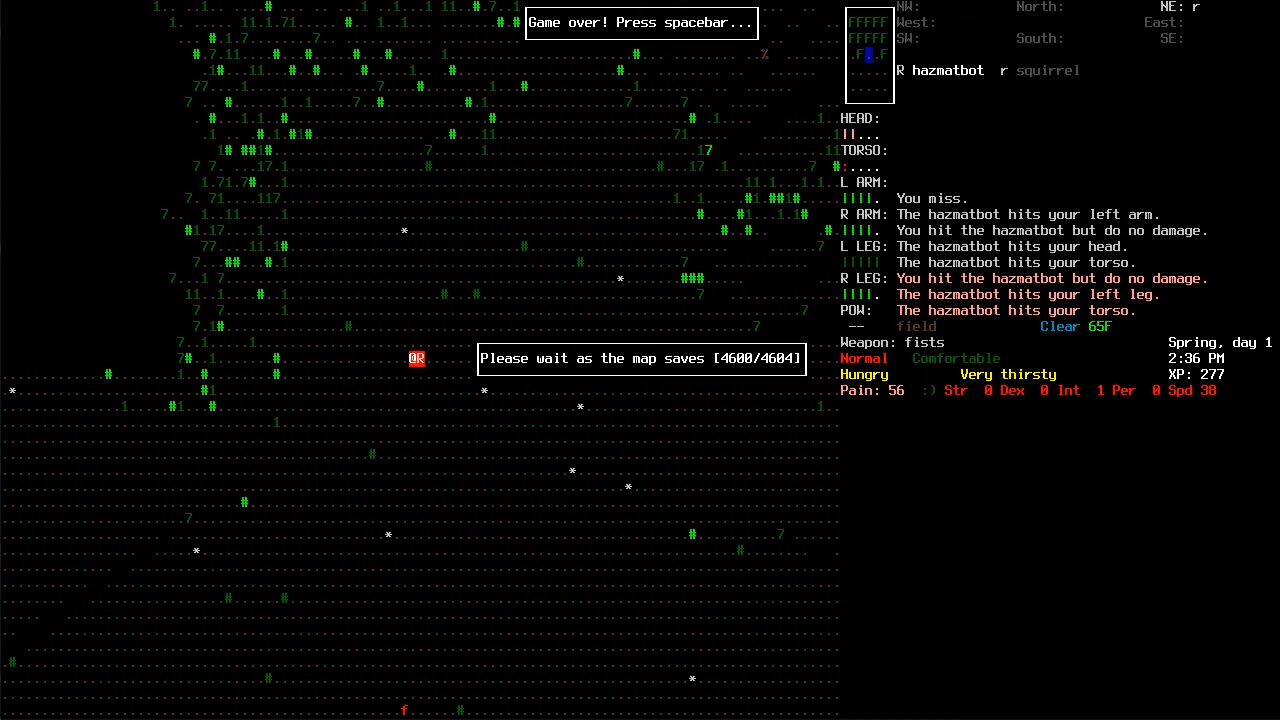 Game over! Press spacebar...
Please wait as the map saves [4600/4604]
@R
f
NW: North: NE: r
West: East:
SW: South: SE:
FFFFF
FFFFF
.F .F
R hazmatbot r squirrel
HEAD:
||...
TORSO:
:....
L ARM:
||||. You miss.
R ARM: The hazmatbot hits your left arm.
||||. You hit the hazmatbot but do no damage.
L LEG: The hazmatbot hits your head.
||||| The hazmatbot hits your torso.
R LEG: You hit the hazmatbot but do no damage.
||||. The hazmatbot hits your left leg.
POW: The hazmatbot hits your torso.
-- field Clear 65F
Weapon: fists Spring, day 1
Normal Comfortable 2:36 PM
Hungry Very thirsty XP: 277
Pain: 56 :) Str 0 Dex 0 Int 1 Per 0 Spd 38